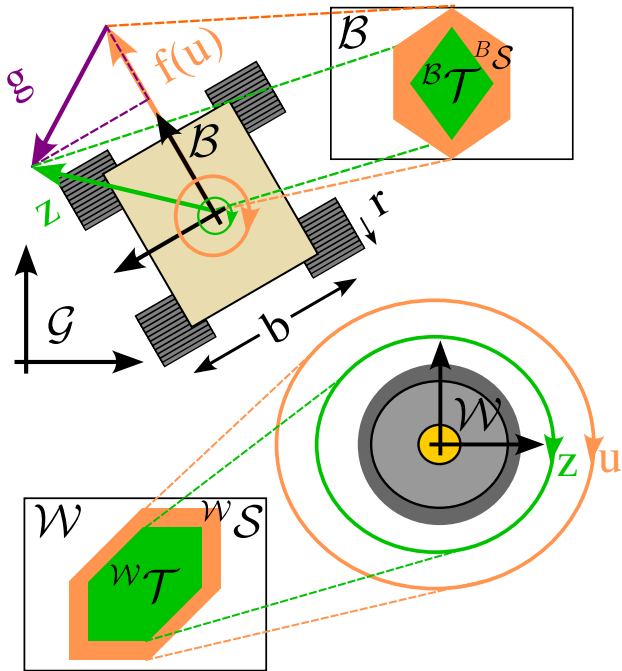 g
f(u)
ℬ
ᴮ𝒮
ᴮ𝒯
ℬ
z
r
𝒢
b
𝒲
z
u
𝒲
ᵂ𝒮
ᵂ𝒯